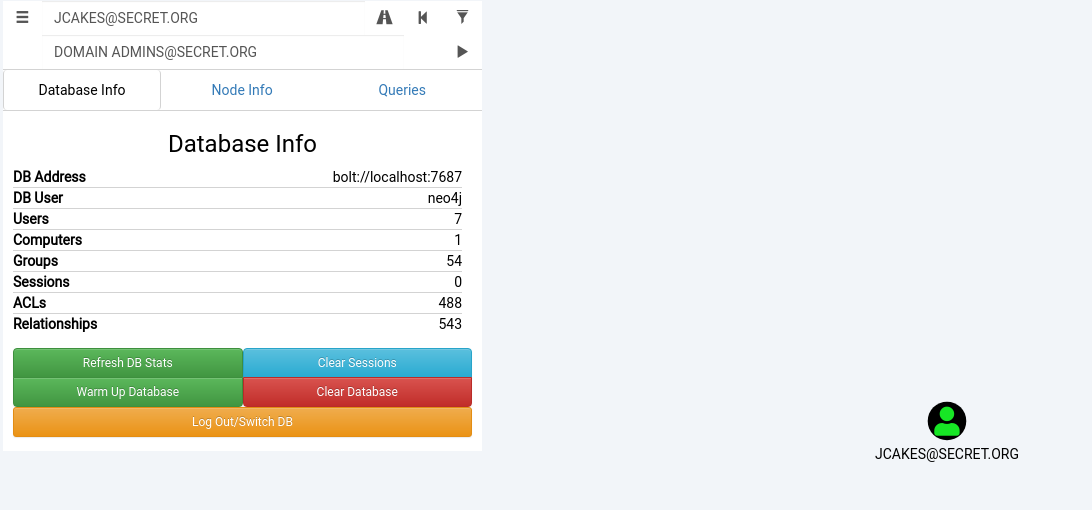 JCAKES@SECRET.ORG
DOMAIN ADMINS@SECRET.ORG
Database Info Node Info Queries
Database Info
DB Address bolt://localhost:7687
DB User neo4j
Users 7
Computers 1
Groups 54
Sessions 0
ACLs 488
Relationships 543
Refresh DB Stats Clear Sessions
Warm Up Database Clear Database
Log Out/Switch DB
JCAKES@SECRET.ORG